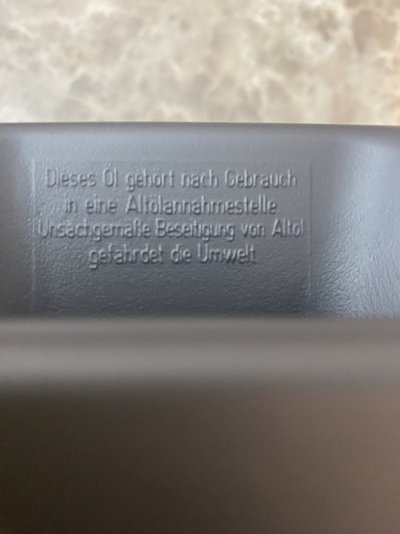 Dieses Öl gehört nach Gebrauch
in eine Altölannahmestelle
Unsachgemäße Beseitigung von Altöl
gefährdet die Umwelt